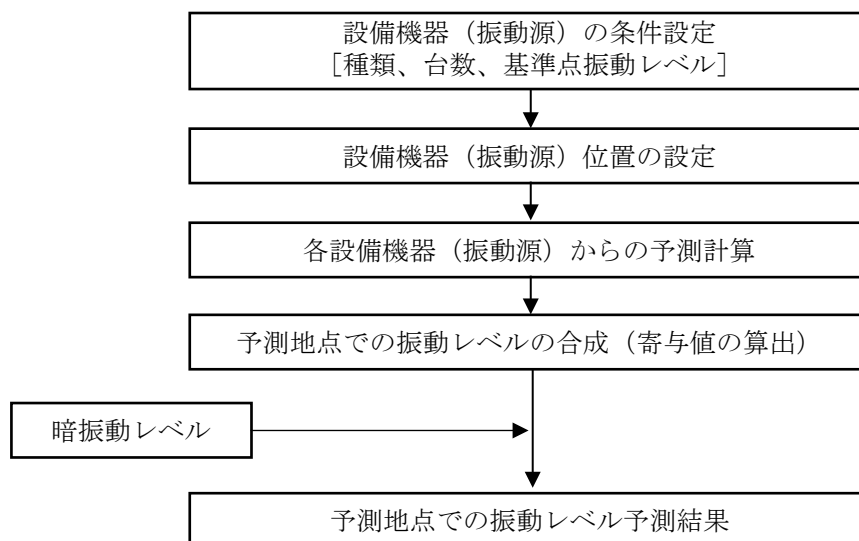 設備機器（振動源）の条件設定
［種類、台数、基準点振動レベル］
設備機器（振動源）位置の設定
各設備機器（振動源）からの予測計算
予測地点での振動レベルの合成（寄与値の算出）
暗振動レベル
予測地点での振動レベル予測結果